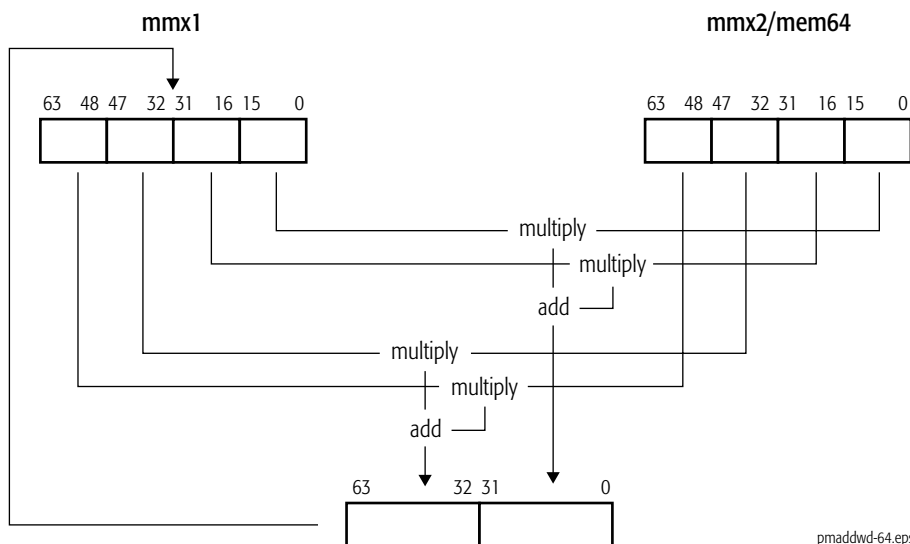 mmx1 mmx2/mem64
63 48 47 32 31 16 15 0 63 48 47 32 31 16 15 0
multiply
multiply
add
multiply
multiply
add
63 32 31 0
pmaddwd-64.eps